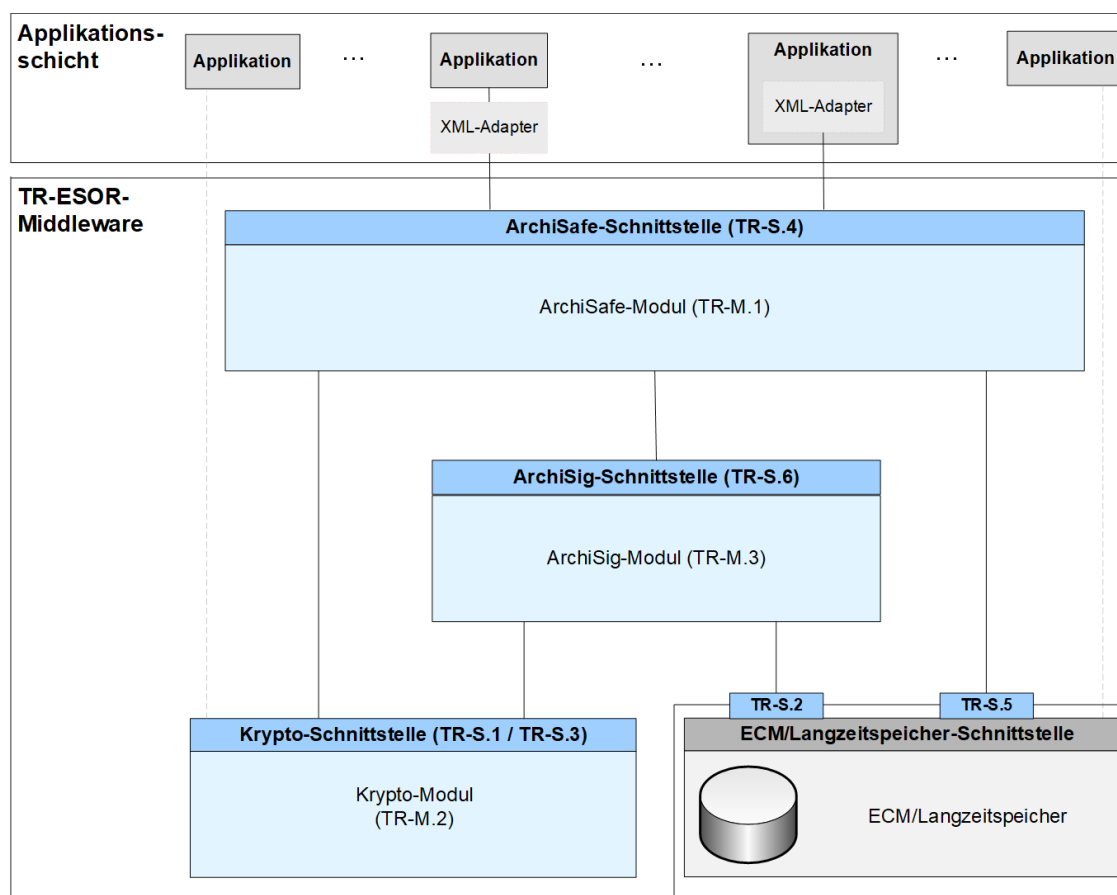 Applikations-
schicht
Applikation
...
Applikation
...
Applikation
...
Applikation
XML-Adapter
XML-Adapter
TR-ESOR-
Middleware
ArchiSafe-Schnittstelle (TR-S.4)
ArchiSafe-Modul (TR-M.1)
ArchiSig-Schnittstelle (TR-S.6)
ArchiSig-Modul (TR-M.3)
TR-S.2
TR-S.5
Krypto-Schnittstelle (TR-S.1 / TR-S.3)
ECM/Langzeitspeicher-Schnittstelle
Krypto-Modul
(TR-M.2)
ECM/Langzeitspeicher